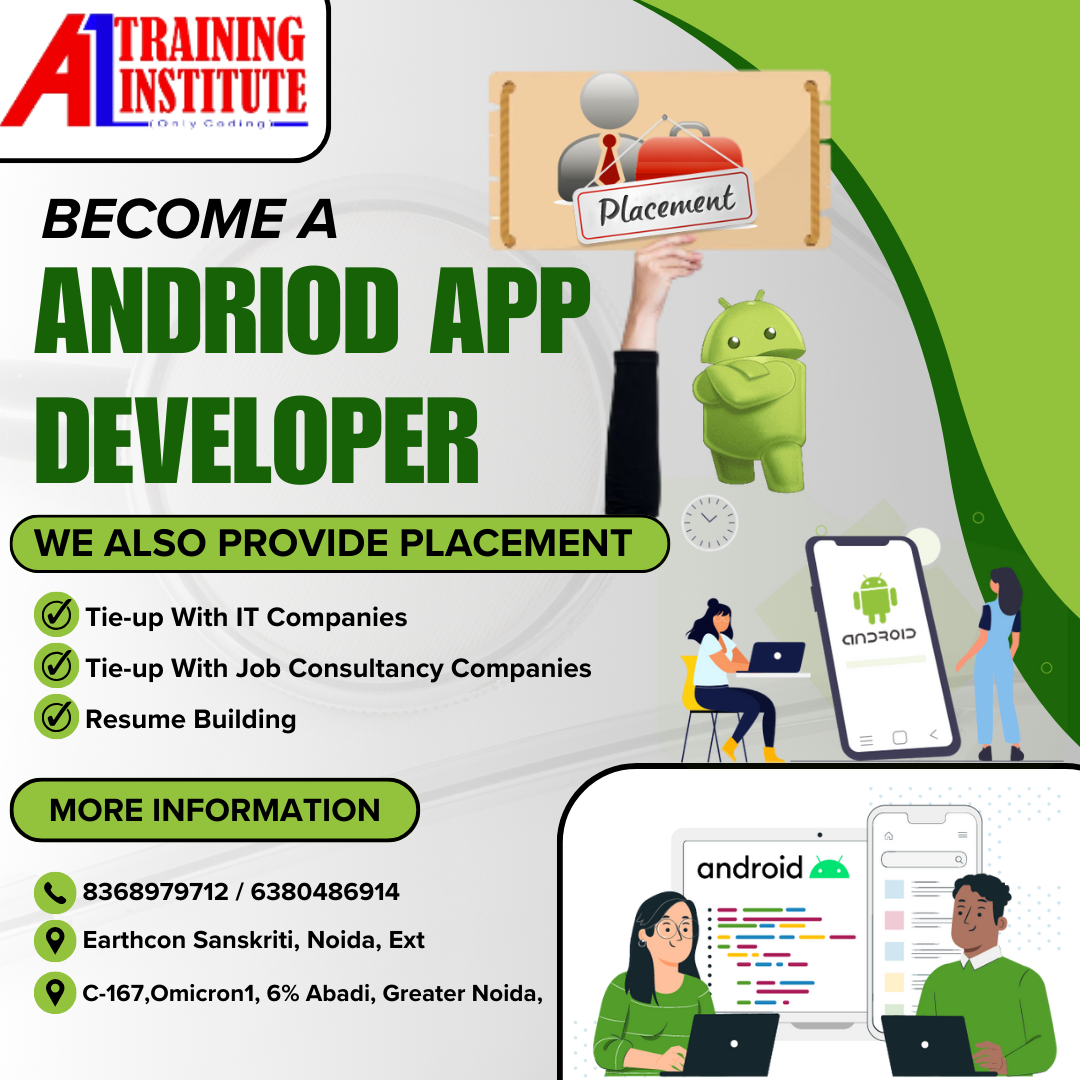 A1 TRAINING
INSTITUTE
(Only Coding)
Placement
BECOME A
ANDRIOD APP
DEVELOPER
WE ALSO PROVIDE PLACEMENT
Tie-up With IT Companies
Tie-up With Job Consultancy Companies
Resume Building
android
MORE INFORMATION
8368979712 / 6380486914
Earthcon Sanskriti, Noida, Ext
C-167,Omicron1, 6% Abadi, Greater Noida,
android